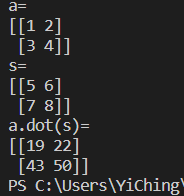 a=
[[1 2]
 [3 4]]
s=
[[5 6]
 [7 8]]
a.dot(s)=
[[19 22]
 [43 50]]
PS C:\Users\YiChing\